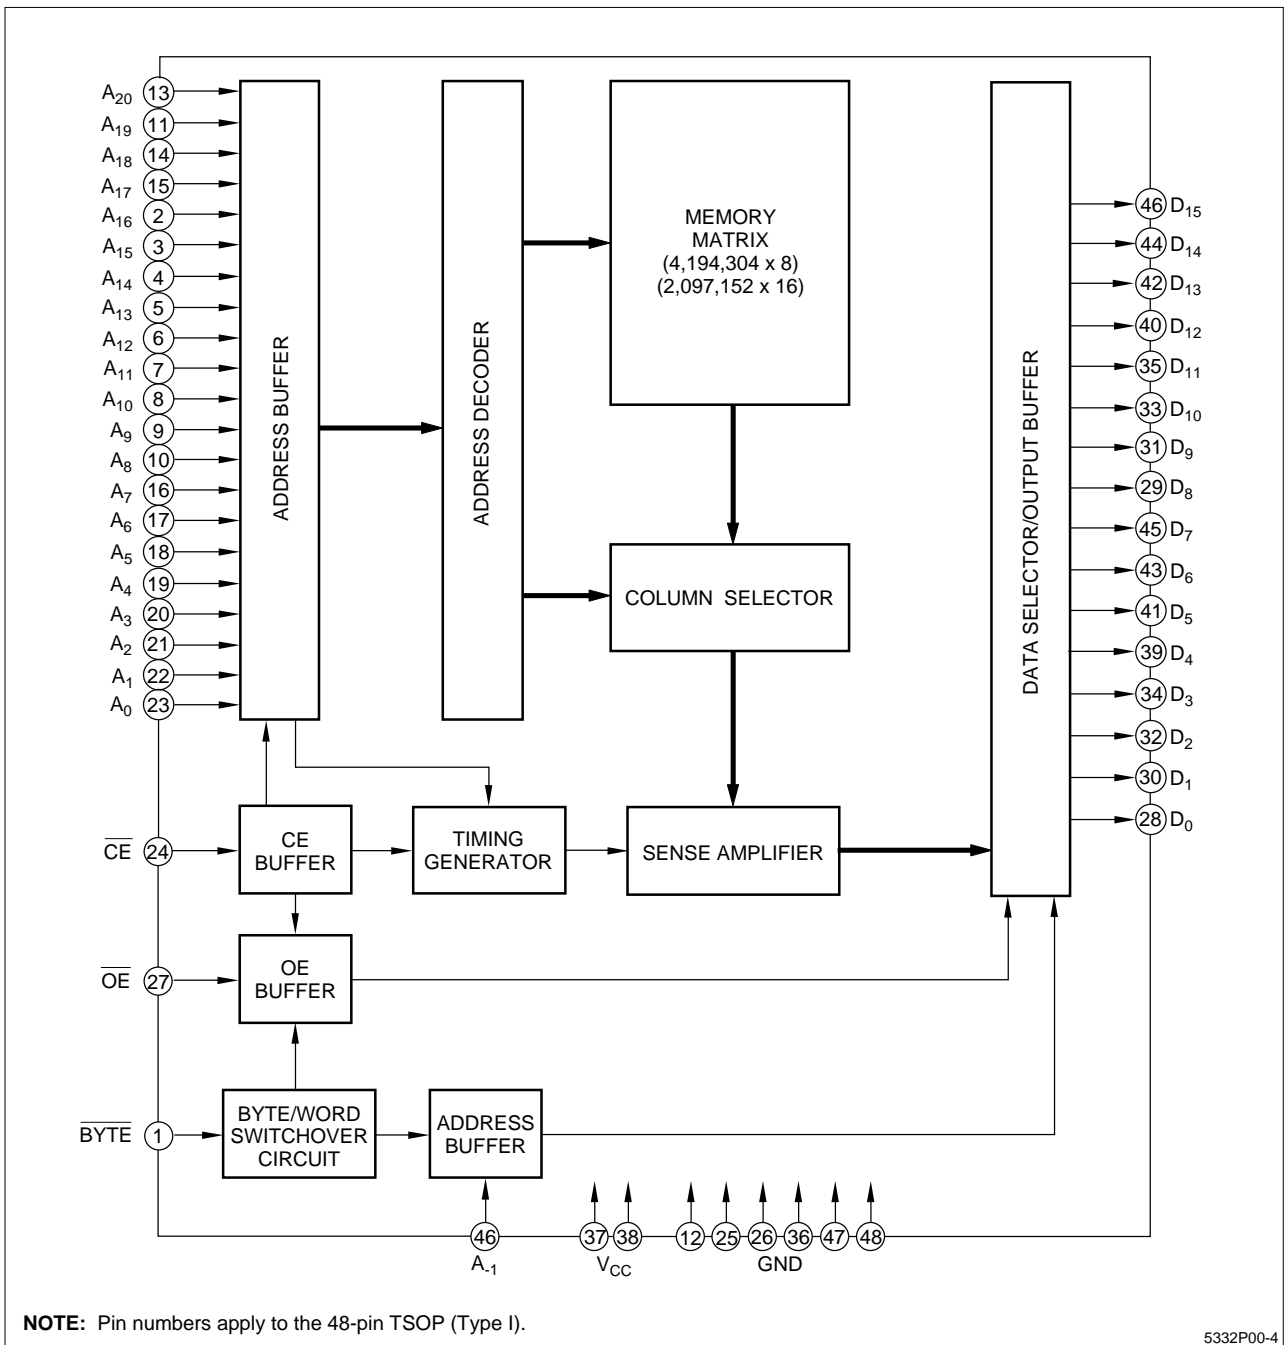 A20 13
A19 11
A18 14
A17 15
A16 2
A15 3
A14 4
A13 5
A12 6
A11 7
A10 8
A9 9
A8 10
A7 16
A6 17
A5 18
A4 19
A3 20
A2 21
A1 22
A0 23
ADDRESS BUFFER
ADDRESS DECODER
MEMORY
MATRIX
(4,194,304 x 8)
(2,097,152 x 16)
COLUMN SELECTOR
DATA SELECTOR/OUTPUT BUFFER
46 D15
44 D14
42 D13
40 D12
35 D11
33 D10
31 D9
29 D8
45 D7
43 D6
41 D5
39 D4
34 D3
32 D2
30 D1
28 D0
C̅E̅ 24
CE
BUFFER
TIMING
GENERATOR
SENSE AMPLIFIER
O̅E̅ 27
OE
BUFFER
B̅Y̅T̅E̅ 1
BYTE/WORD
SWITCHOVER
CIRCUIT
ADDRESS
BUFFER
46 37 38 12 25 26 36 47 48
A-1 VCC GND
NOTE: Pin numbers apply to the 48-pin TSOP (Type I).
5332P00-4